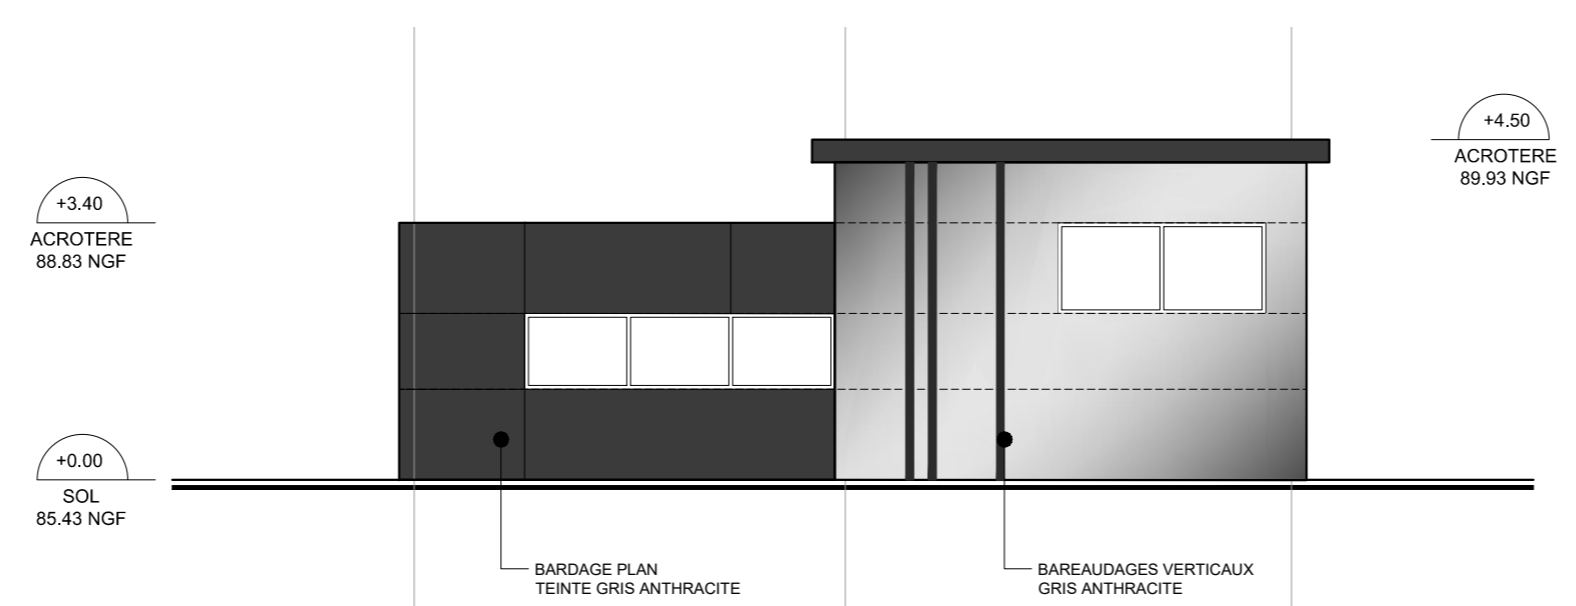 +4.50
ACROTERE
89.93 NGF
+3.40
ACROTERE
88.83 NGF
+0.00
SOL
85.43 NGF
BARDAGE PLAN
TEINTE GRIS ANTHRACITE
BAREAUDAGES VERTICAUX
GRIS ANTHRACITE